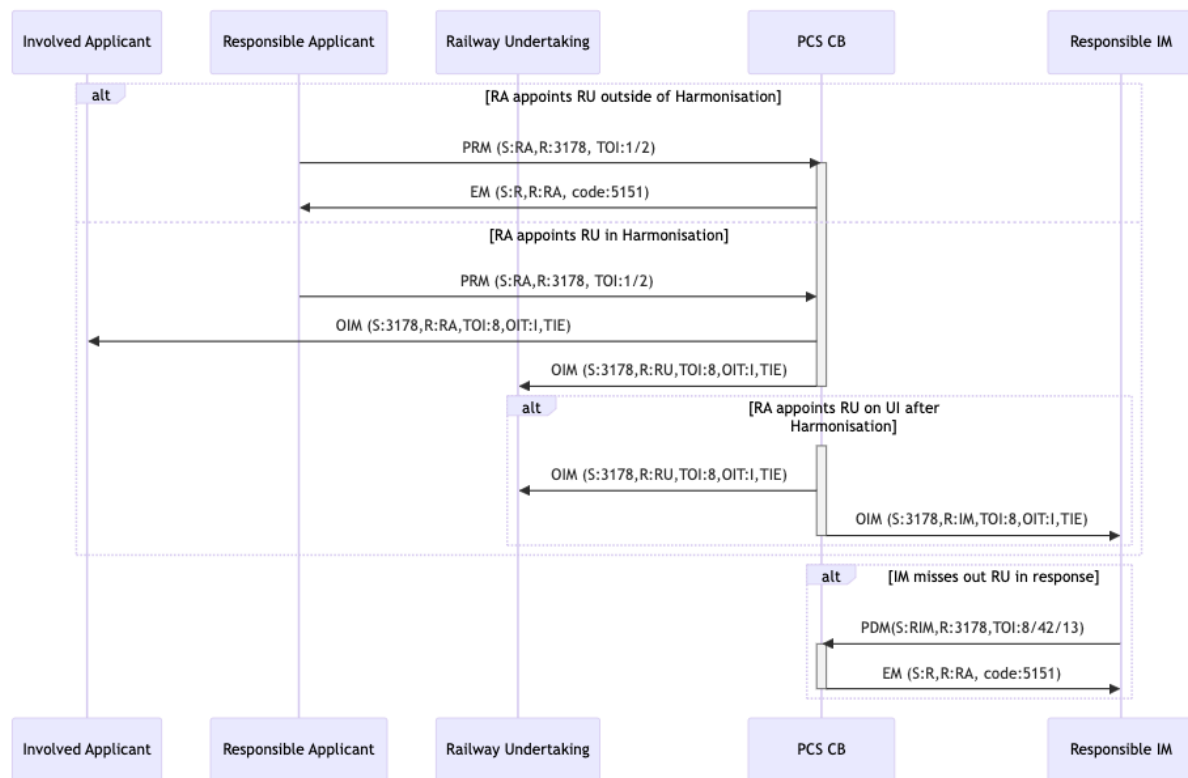 Involved Applicant
Responsible Applicant
Railway Undertaking
PCS CB
Responsible IM
alt
[RA appoints RU outside of Harmonisation]
PRM (S:RA,R:3178, TOI:1/2)
EM (S:R,R:RA, code:5151)
[RA appoints RU in Harmonisation]
PRM (S:RA,R:3178, TOI:1/2)
OIM (S:3178,R:RA,TOI:8,OIT:I,TIE)
OIM (S:3178,R:RU,TOI:8,OIT:I,TIE)
alt
[RA appoints RU on UI after
Harmonisation]
OIM (S:3178,R:RU,TOI:8,OIT:I,TIE)
OIM (S:3178,R:IM,TOI:8,OIT:I,TIE)
alt
[IM misses out RU in response]
PDM(S:RIM,R:3178,TOI:8/42/13)
EM (S:R,R:RA, code:5151)
Involved Applicant
Responsible Applicant
Railway Undertaking
PCS CB
Responsible IM